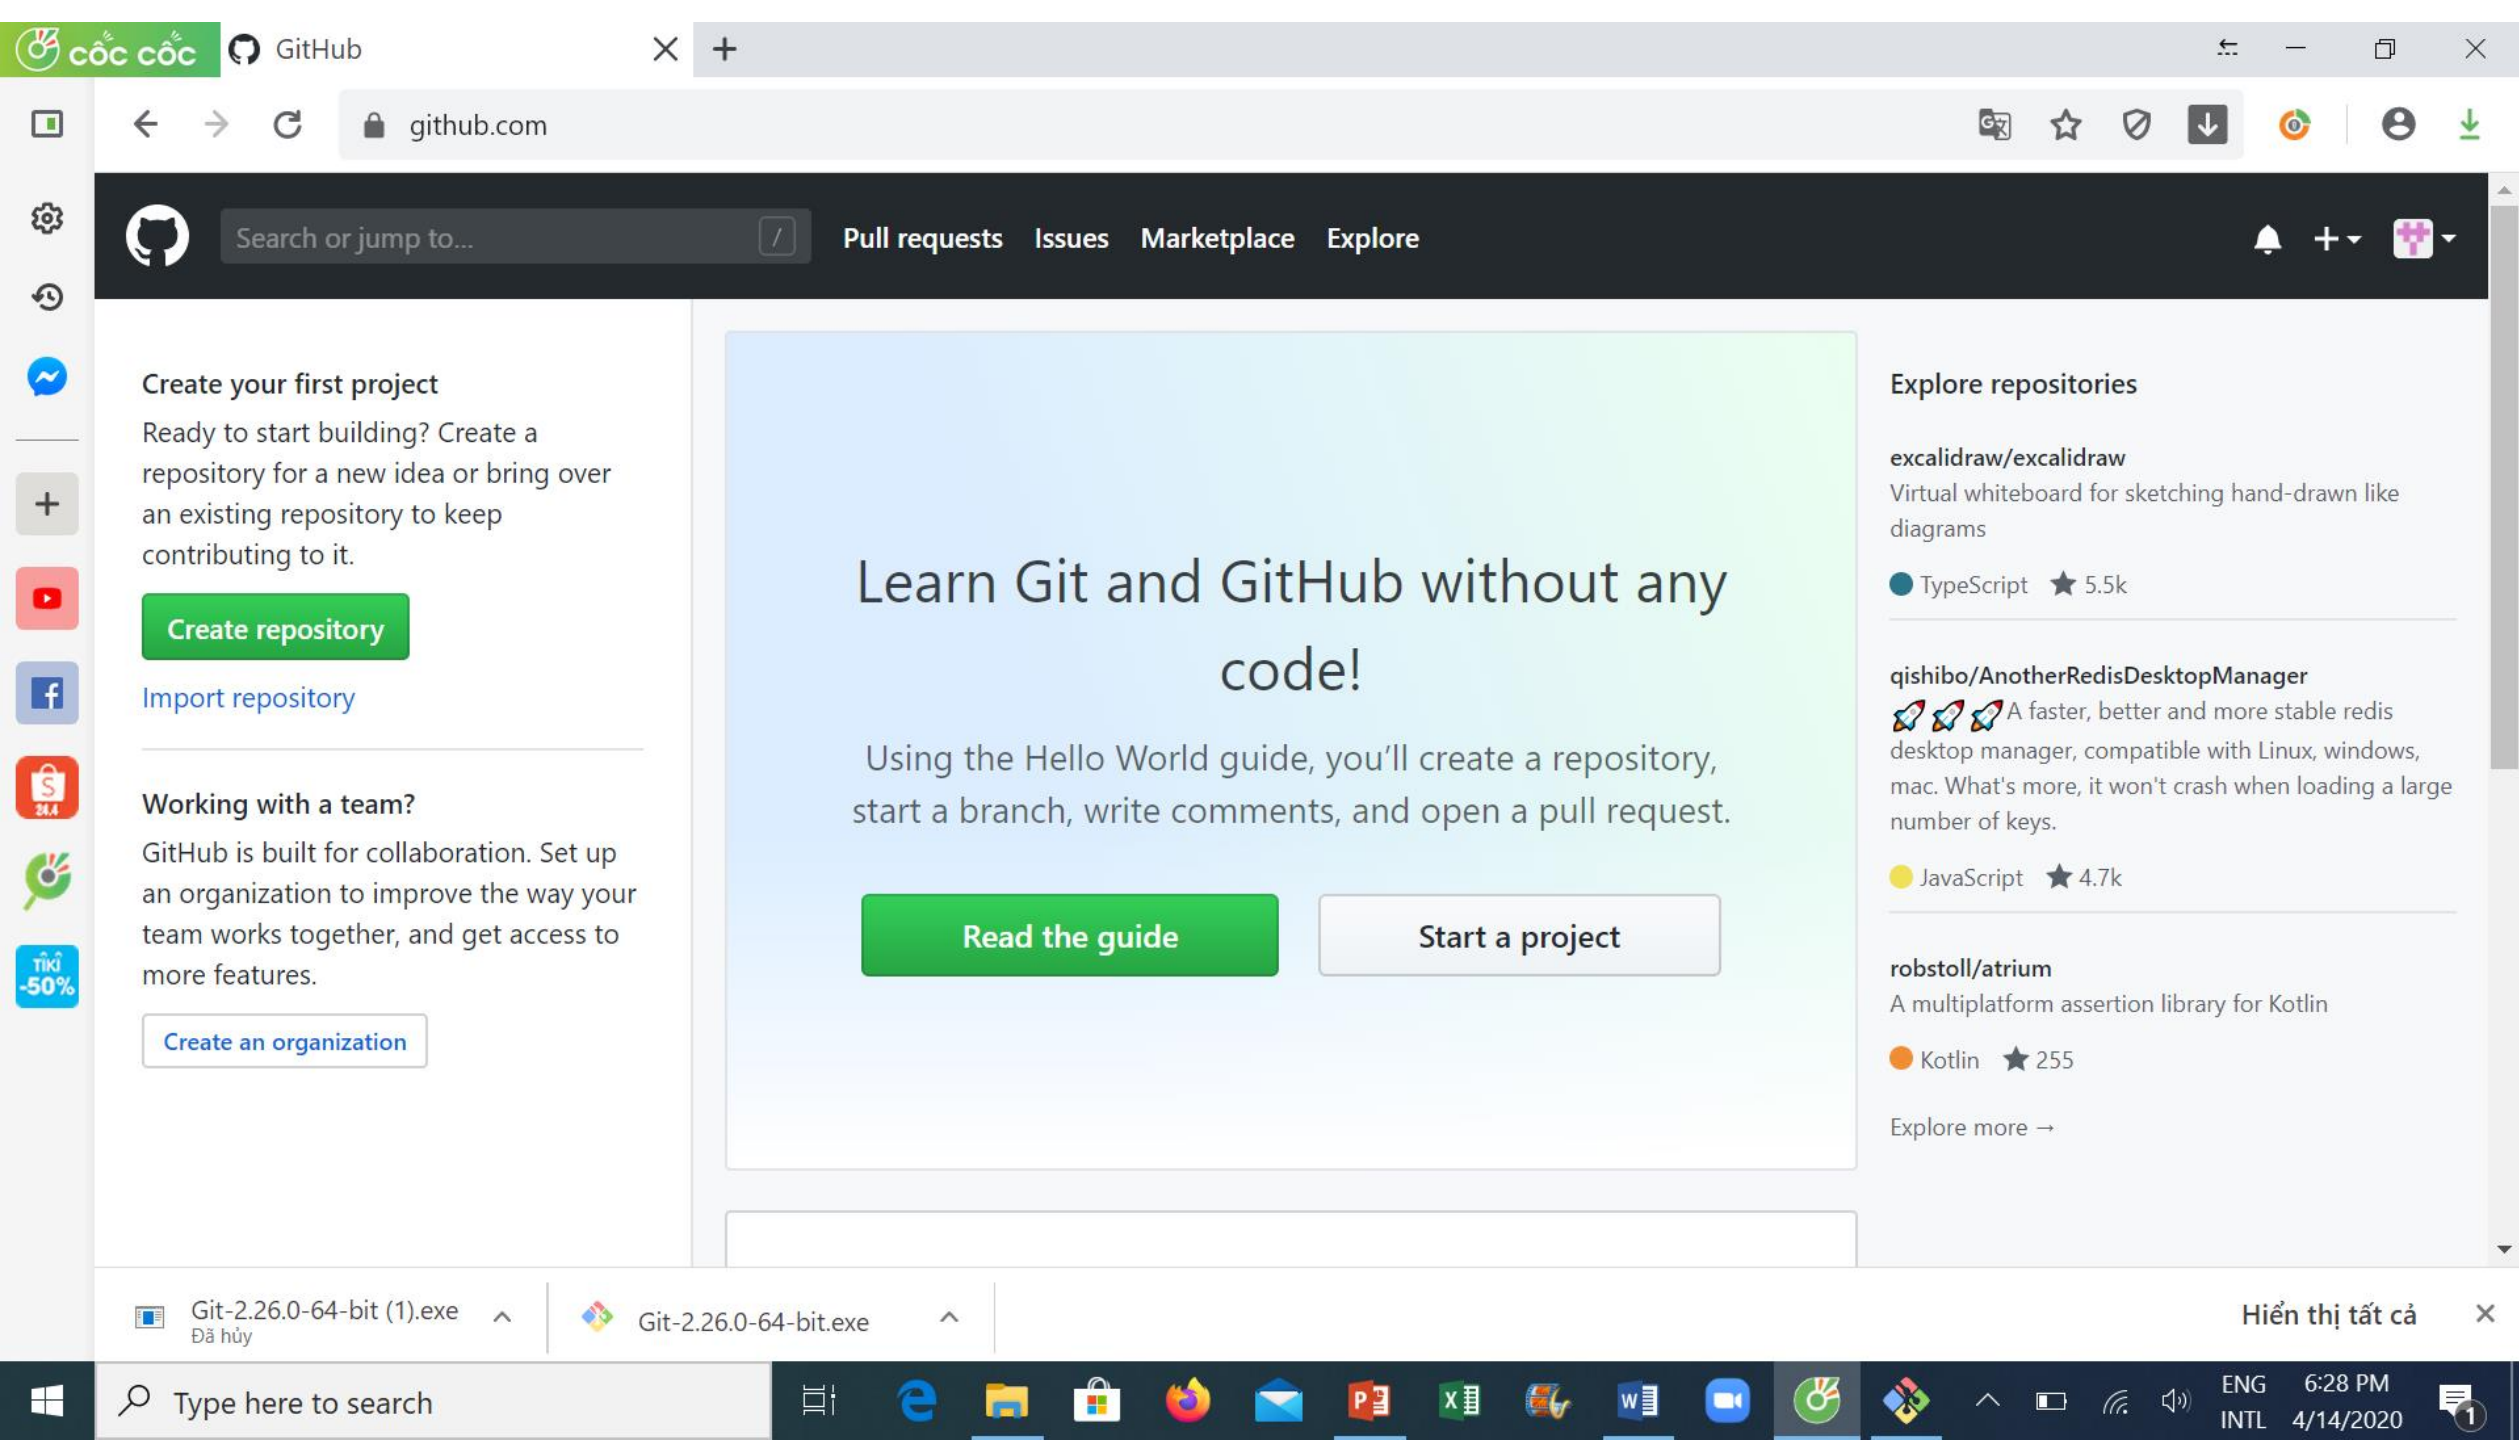 cốc cốc
GitHub
github.com
Search or jump to...
/
Pull requests Issues Marketplace Explore
Create your first project
Ready to start building? Create a
repository for a new idea or bring over
an existing repository to keep
contributing to it.
Create repository
Import repository
Working with a team?
GitHub is built for collaboration. Set up
an organization to improve the way your
team works together, and get access to
more features.
Create an organization
Learn Git and GitHub without any
code!
Using the Hello World guide, you’ll create a repository,
start a branch, write comments, and open a pull request.
Read the guide
Start a project
Explore repositories
excalidraw/excalidraw
Virtual whiteboard for sketching hand-drawn like
diagrams
TypeScript 5.5k
qishibo/AnotherRedisDesktopManager
🚀🚀🚀A faster, better and more stable redis
desktop manager, compatible with Linux, windows,
mac. What's more, it won't crash when loading a large
number of keys.
JavaScript 4.7k
robstoll/atrium
A multiplatform assertion library for Kotlin
Kotlin 255
Explore more →
S
24.4
TIKI
-50%
Git-2.26.0-64-bit (1).exe
Đã hủy
Git-2.26.0-64-bit.exe
Hiển thị tất cả
Type here to search
ENG
INTL
6:28 PM
4/14/2020
1